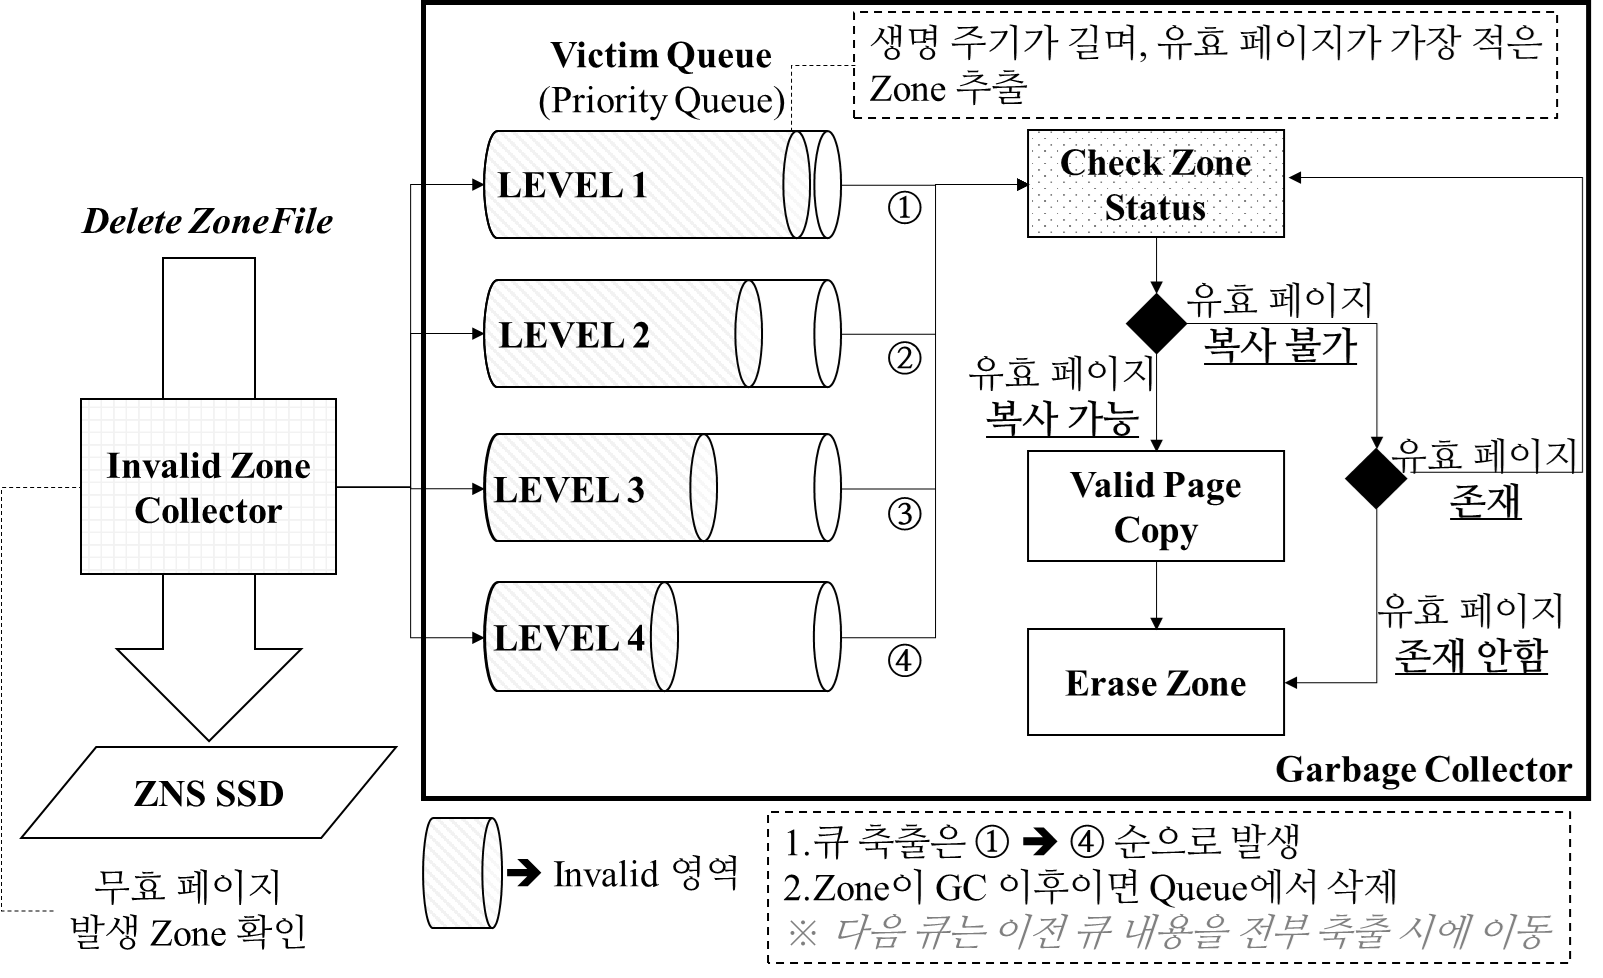 Victim Queue
(Priority Queue)
생명 주기가 길며, 유효 페이지가 가장 적은
Zone 추출
Delete ZoneFile
Invalid Zone
Collector
ZNS SSD
무효 페이지
발생 Zone 확인
LEVEL 1
①
LEVEL 2
②
LEVEL 3
③
LEVEL 4
④
Check Zone
Status
유효 페이지
복사 불가
유효 페이지
복사 가능
Valid Page
Copy
유효 페이지
존재
유효 페이지
존재 안함
Erase Zone
Garbage Collector
Invalid 영역
1.큐 축출은 ① 🡪 ④ 순으로 발생
2.Zone이 GC 이후이면 Queue에서 삭제
※ 다음 큐는 이전 큐 내용을 전부 축출 시에 이동